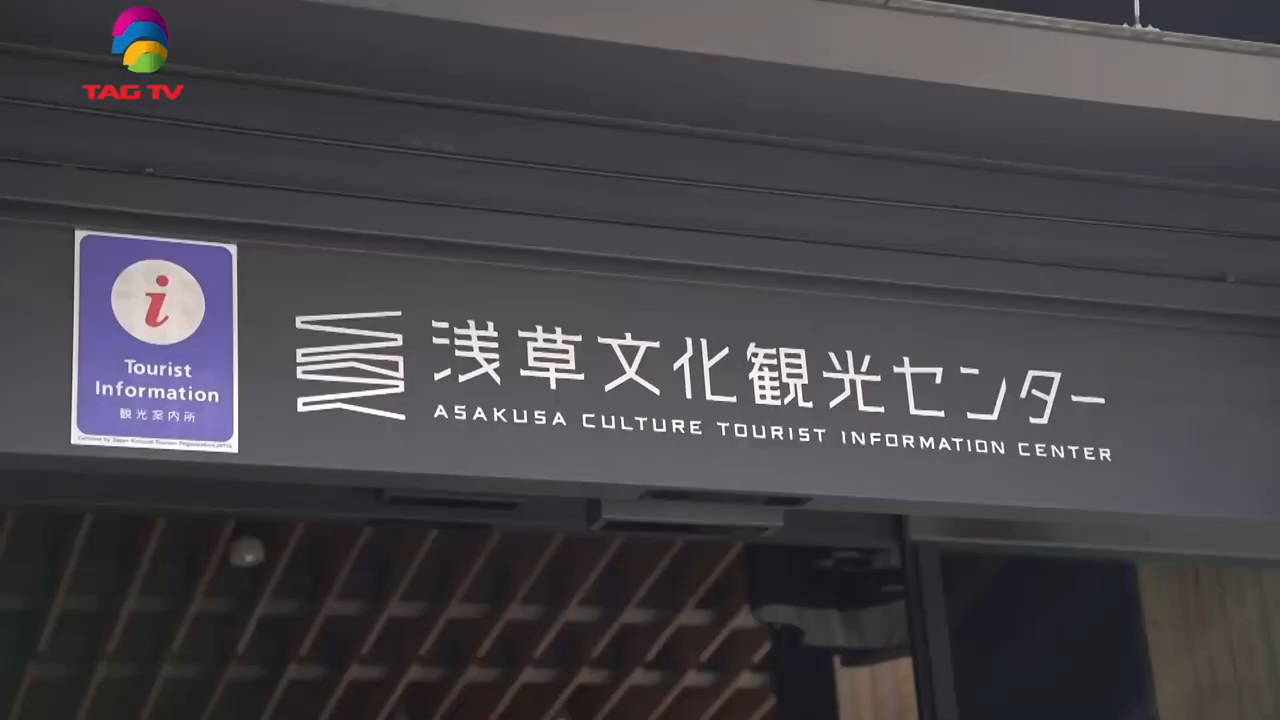 TAG TV
i
Tourist
Information
観光案内所
浅草文化観光センター
ASAKUSA CULTURE TOURIST INFORMATION CENTER